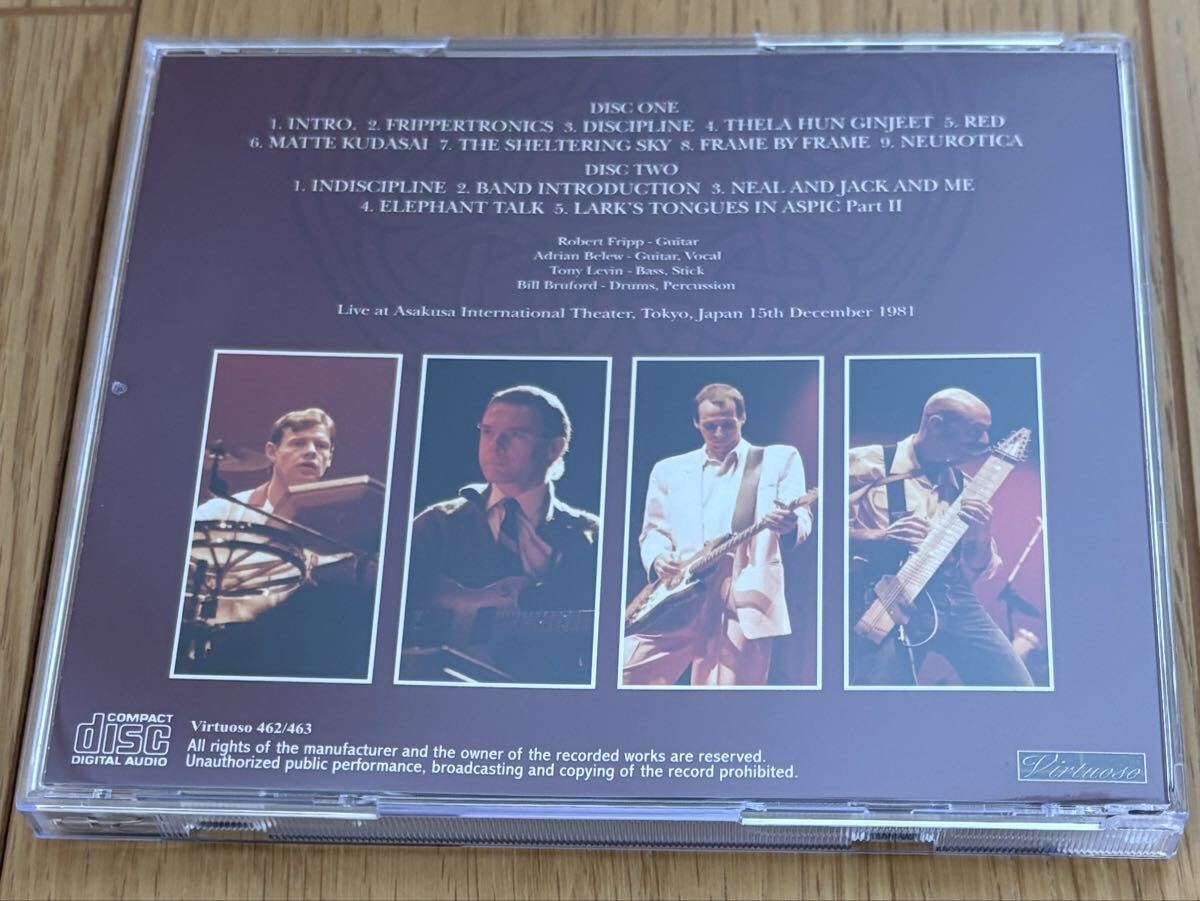 DISC ONE
1. INTRO. 2. FRIPPERTRONICS 3. DISCIPLINE 4. THELA HUN GINJEET 5. RED
6. MATTE KUDASAI 7. THE SHELTERING SKY 8. FRAME BY FRAME 9. NEUROTICA
DISC TWO
1. INDISCIPLINE 2. BAND INTRODUCTION 3. NEAL AND JACK AND ME
4. ELEPHANT TALK 5. LARK'S TONGUES IN ASPIC Part II
Robert Fripp - Guitar
Adrian Belew - Guitar, Vocal
Tony Levin - Bass, Stick
Bill Bruford - Drums, Percussion
Live at Asakusa International Theater, Tokyo, Japan 15th December 1981
COMPACT
disc
DIGITAL AUDIO
Virtuoso 462/463
All rights of the manufacturer and the owner of the recorded works are reserved.
Unauthorized public performance, broadcasting and copying of the record prohibited.
Virtuoso